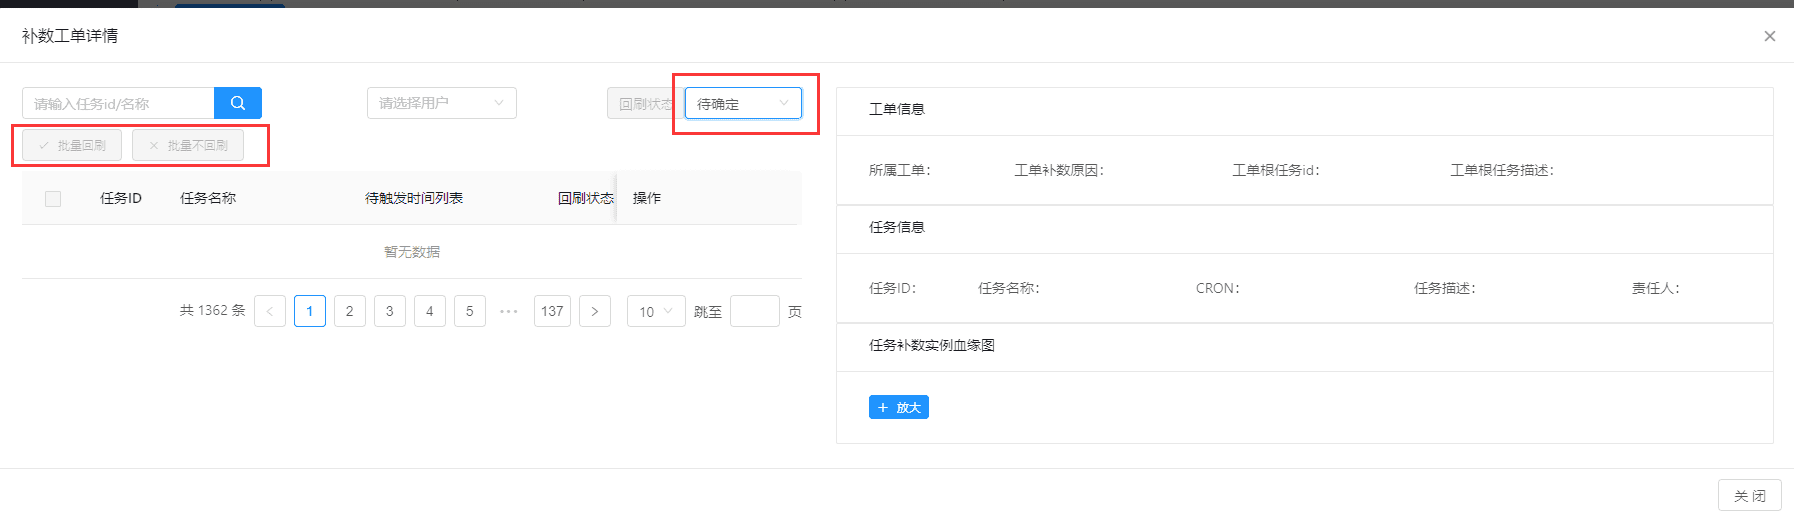 补数工单详情
请输入任务id/名称
请选择用户
回刷状态
待确定
批量回刷
批量不回刷
任务ID 任务名称 待触发时间列表 回刷状态 操作
暂无数据
共 1362 条 1 2 3 4 5 ••• 137 10 跳至 页
工单信息
所属工单: 工单补数原因: 工单根任务id: 工单根任务描述:
任务信息
任务ID: 任务名称: CRON: 任务描述: 责任人:
任务补数实例血缘图
+ 放大
关 闭